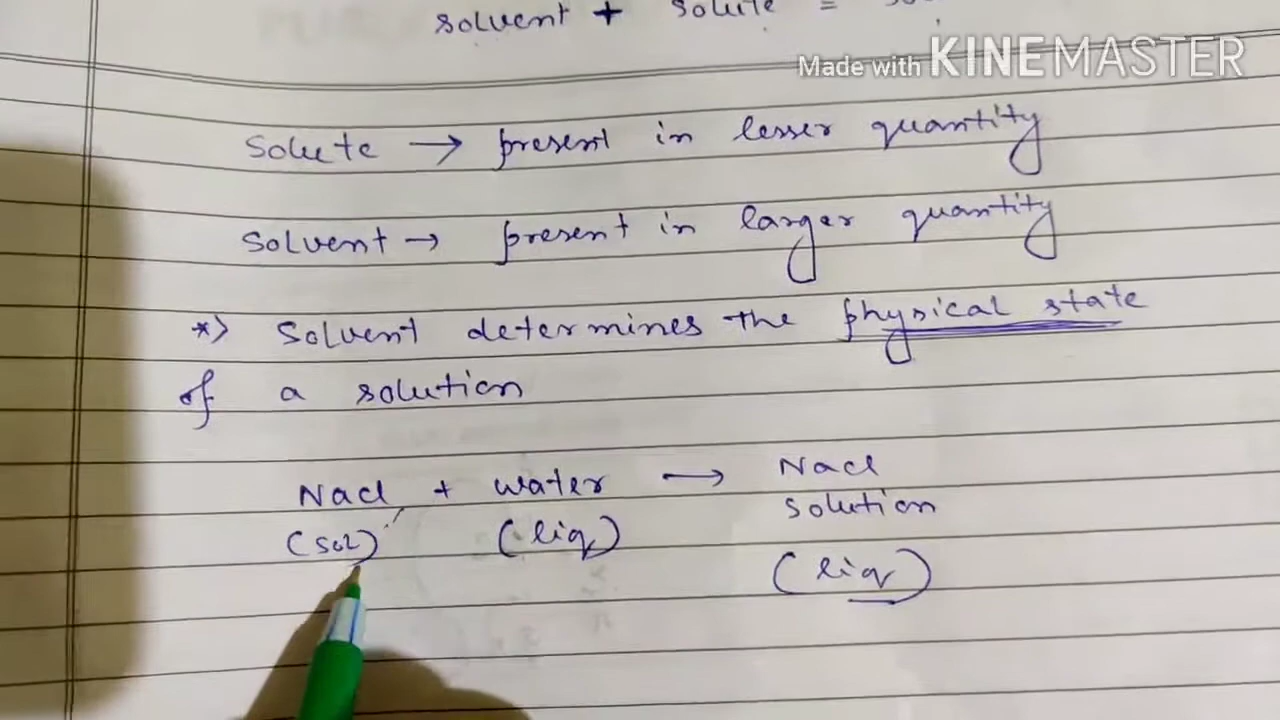 solvent + solute =
Made with KINEMASTER
Solute → present in lesser quantity
Solvent → present in larger quantity
*> Solvent determines the physical state
of a solution
NaCl + water → NaCl
solution
(sol) (liq)
(liq)